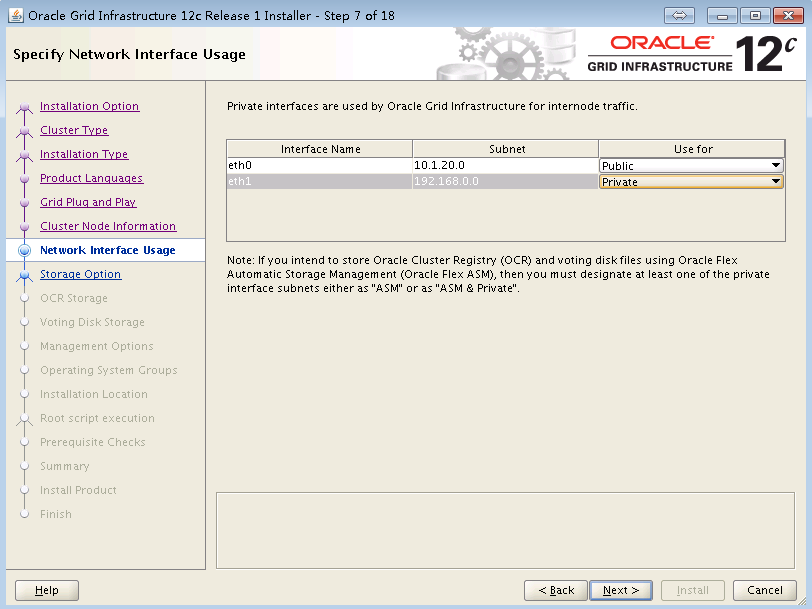 Oracle Grid Infrastructure 12c Release 1 Installer - Step 7 of 18
Specify Network Interface Usage
ORACLE
GRID INFRASTRUCTURE
12c
Installation Option
Cluster Type
Installation Type
Product Languages
Grid Plug and Play
Cluster Node Information
Network Interface Usage
Storage Option
OCR Storage
Voting Disk Storage
Management Options
Operating System Groups
Installation Location
Root script execution
Prerequisite Checks
Summary
Install Product
Finish
Private interfaces are used by Oracle Grid Infrastructure for internode traffic.
Interface Name Subnet Use for
eth0 10.1.20.0 Public
eth1 192.168.0.0 Private
Note: If you intend to store Oracle Cluster Registry (OCR) and voting disk files using Oracle Flex
Automatic Storage Management (Oracle Flex ASM), then you must designate at least one of the private
interface subnets either as "ASM" or as "ASM & Private".
Help
< Back Next > Install Cancel